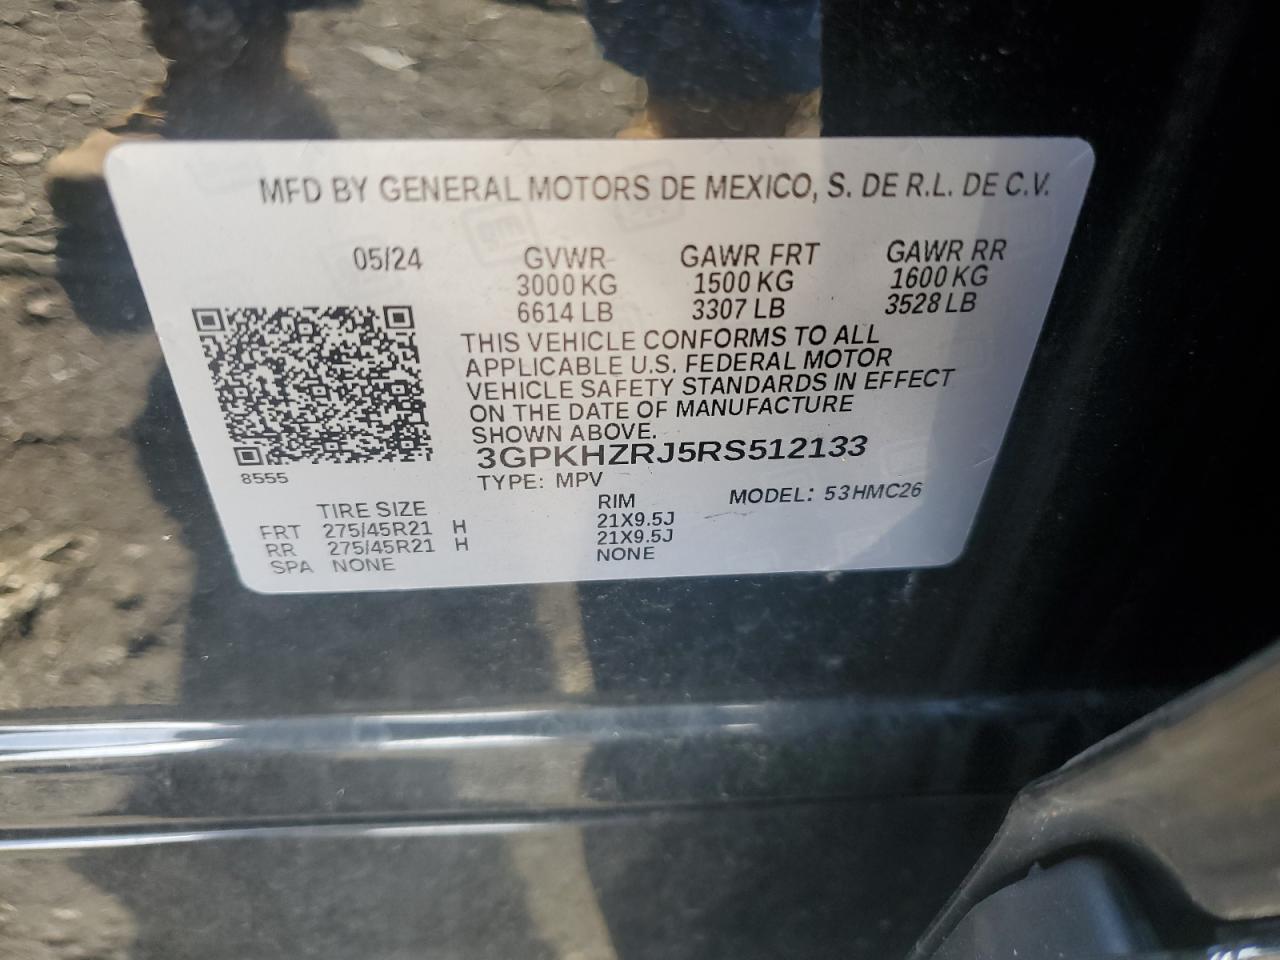 MFD BY GENERAL MOTORS DE MEXICO, S. DE R.L. DE C.V.
05/24 GVWR GAWR FRT GAWR RR
3000 KG 1500 KG 1600 KG
6614 LB 3307 LB 3528 LB
THIS VEHICLE CONFORMS TO ALL
APPLICABLE U.S. FEDERAL MOTOR
VEHICLE SAFETY STANDARDS IN EFFECT
ON THE DATE OF MANUFACTURE
SHOWN ABOVE.
3GPKHZRJ5RS512133
8555 TYPE: MPV
TIRE SIZE RIM MODEL: 53HMC26
FRT 275/45R21 H 21X9.5J
RR 275/45R21 H 21X9.5J
SPA NONE NONE